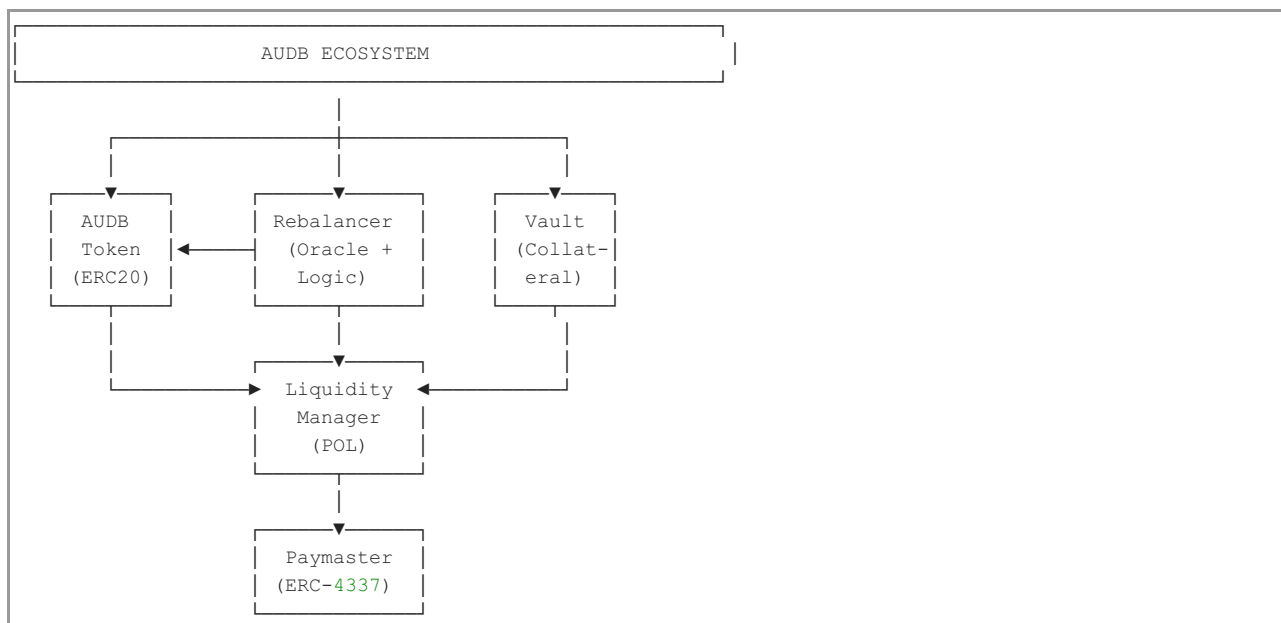 AUDB ECOSYSTEM
AUDB Rebalancer Vault
Token (Oracle + (Collat-
(ERC20) Logic) eral)
Liquidity
Manager
(POL)
Paymaster
(ERC-4337)